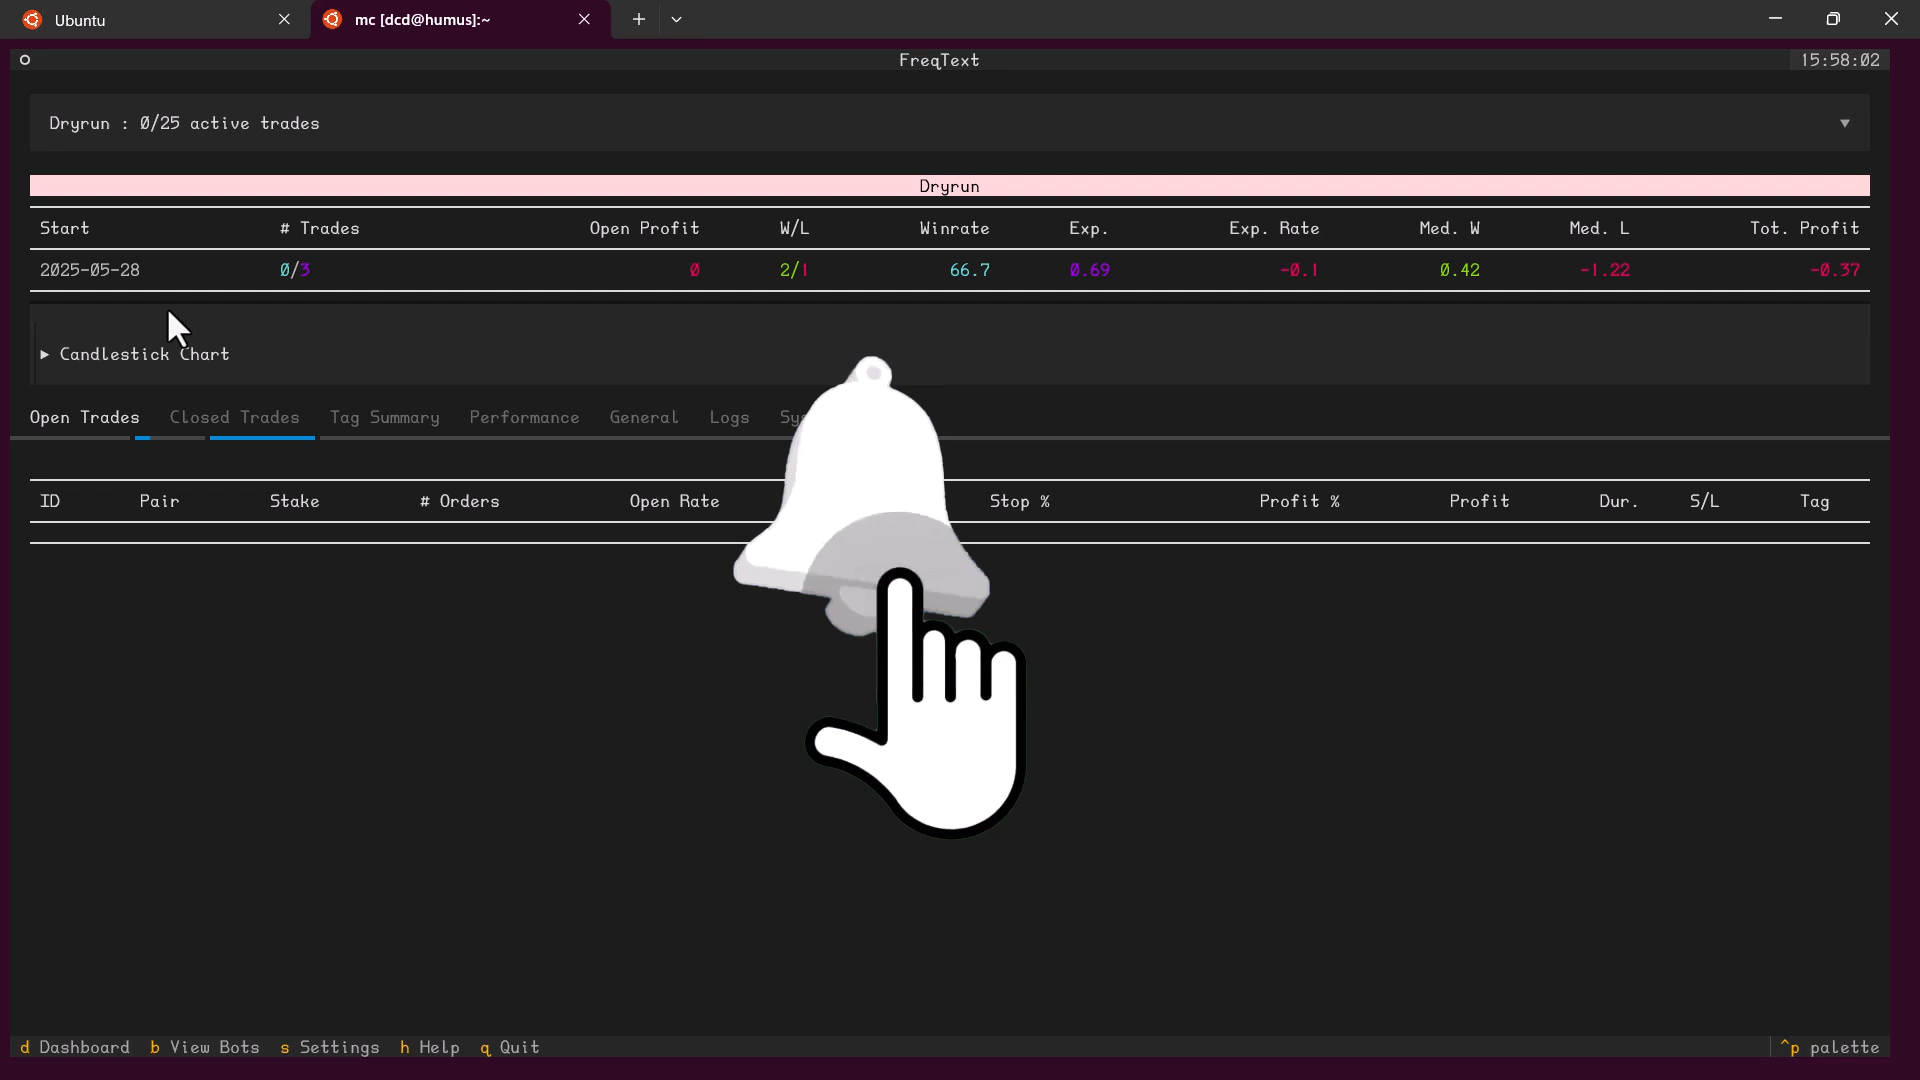 Ubuntu
mc [dcd@humus]:~
FreqText
15:58:02
Dryrun : 0/25 active trades
Dryrun
Start # Trades Open Profit W/L Winrate Exp. Exp. Rate Med. W Med. L Tot. Profit
2025-05-28 0/3 0 2/1 66.7 0.69 -0.1 0.42 -1.22 -0.37
Candlestick Chart
Open Trades Closed Trades Tag Summary Performance General Logs
ID Pair Stake # Orders Open Rate Stop % Profit % Profit Dur. S/L Tag
d Dashboard b View Bots s Settings h Help q Quit ^p palette